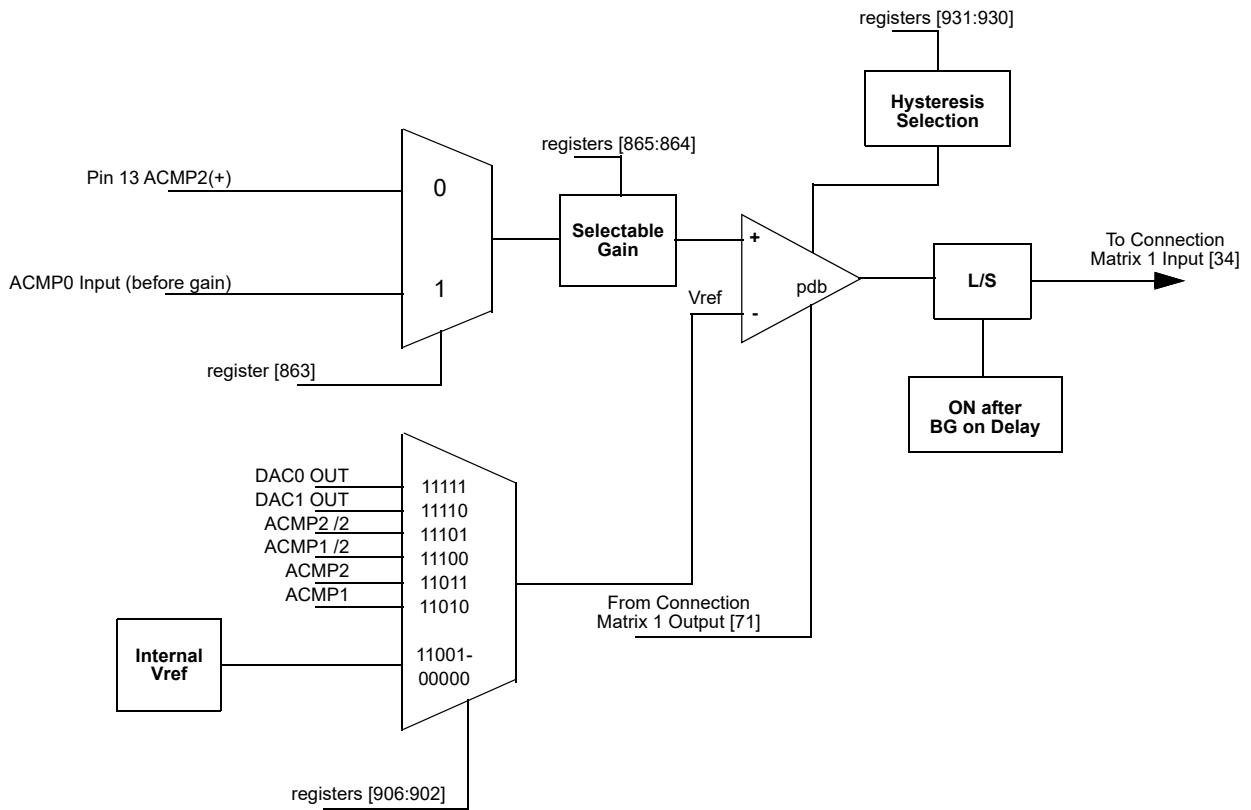 registers [931:930]
Hysteresis
Selection
registers [865:864]
Pin 13 ACMP2(+)
0
Selectable
Gain
+
To Connection
Matrix 1 Input [34]
ACMP0 Input (before gain)
1
Vref
pdb
-
L/S
register [863]
ON after
BG on Delay
DAC0 OUT
11111
DAC1 OUT
11110
ACMP2 /2
11101
ACMP1 /2
11100
ACMP2
11011
ACMP1
11010
From Connection
Matrix 1 Output [71]
Internal
Vref
11001-
00000
registers [906:902]